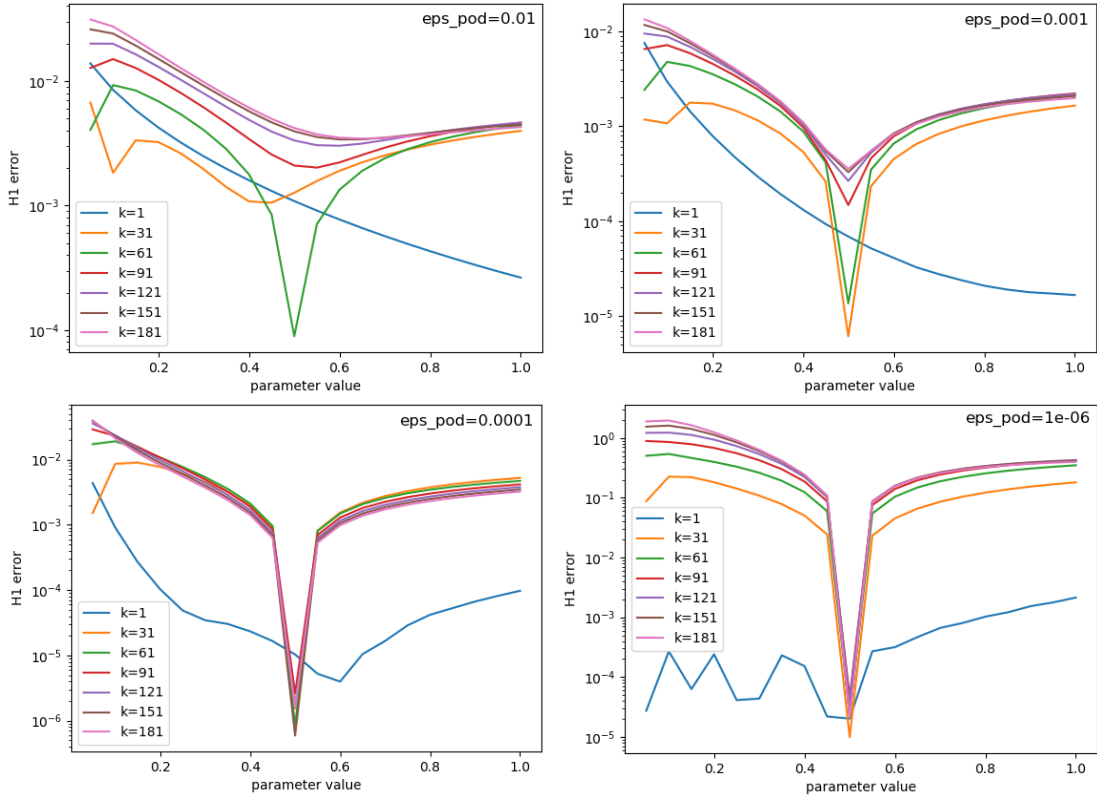 eps_pod=0.01
10⁻²
10⁻³
10⁻⁴
H1 error
k=1
k=31
k=61
k=91
k=121
k=151
k=181
0.2 0.4 0.6 0.8 1.0
parameter value
eps_pod=0.001
10⁻²
10⁻³
10⁻⁴
10⁻⁵
H1 error
k=1
k=31
k=61
k=91
k=121
k=151
k=181
0.2 0.4 0.6 0.8 1.0
parameter value
eps_pod=0.0001
10⁻²
10⁻³
10⁻⁴
10⁻⁵
10⁻⁶
H1 error
k=1
k=31
k=61
k=91
k=121
k=151
k=181
0.2 0.4 0.6 0.8 1.0
parameter value
eps_pod=1e-06
10⁰
10⁻¹
10⁻²
10⁻³
10⁻⁴
10⁻⁵
H1 error
k=1
k=31
k=61
k=91
k=121
k=151
k=181
0.2 0.4 0.6 0.8 1.0
parameter value